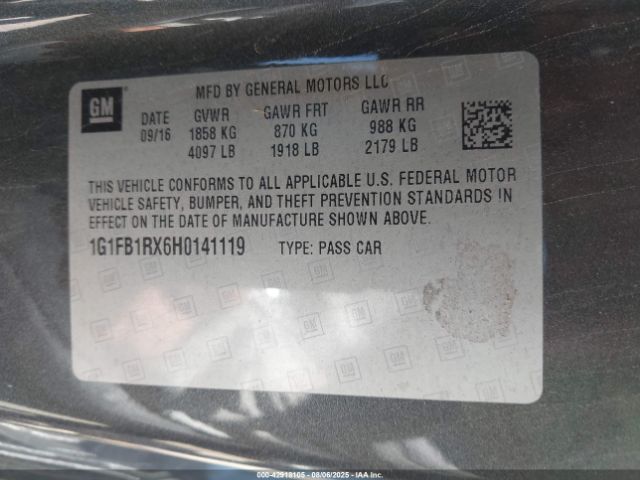 MFD BY GENERAL MOTORS LLC
GM
DATE GVWR GAWR FRT GAWR RR
09/16 1858 KG 870 KG 988 KG
4097 LB 1918 LB 2179 LB
THIS VEHICLE CONFORMS TO ALL APPLICABLE U.S. FEDERAL MOTOR
VEHICLE SAFETY, BUMPER, AND THEFT PREVENTION STANDARDS IN
EFFECT ON THE DATE OF MANUFACTURE SHOWN ABOVE.
1G1FB1RX6H0141119 TYPE: PASS CAR
000-42919105 - 08/06/2025 - IAAI.com